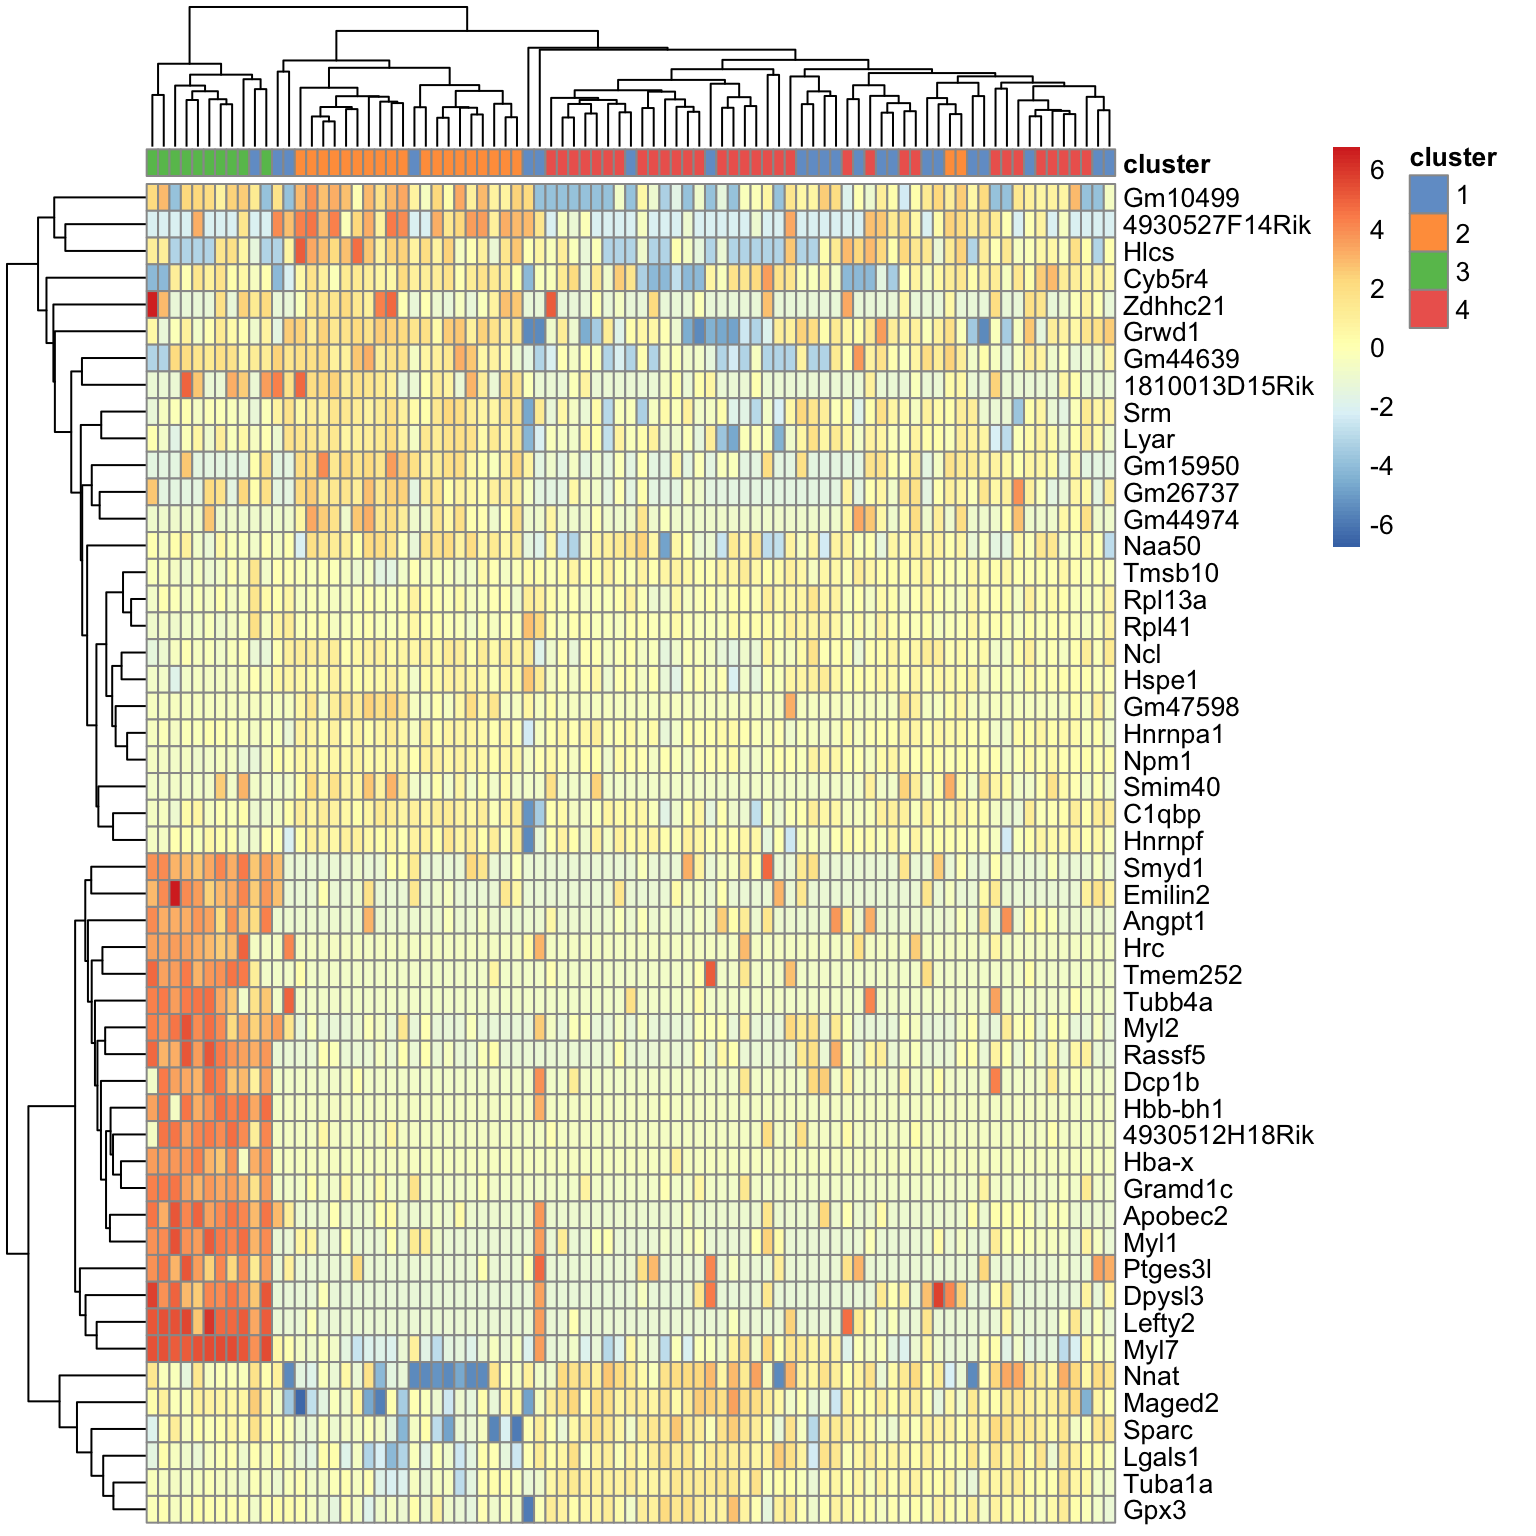 cluster
Gm10499
4930527F14Rik
Hlcs
Cyb5r4
Zdhhc21
Grwd1
Gm44639
1810013D15Rik
Srm
Lyar
Gm15950
Gm26737
Gm44974
Naa50
Tmsb10
Rpl13a
Rpl41
Ncl
Hspe1
Gm47598
Hnrnpa1
Npm1
Smim40
C1qbp
Hnrnpf
Smyd1
Emilin2
Angpt1
Hrc
Tmem252
Tubb4a
Myl2
Rassf5
Dcp1b
Hbb-bh1
4930512H18Rik
Hba-x
Gramd1c
Apobec2
Myl1
Ptges3l
Dpysl3
Lefty2
Myl7
Nnat
Maged2
Sparc
Lgals1
Tuba1a
Gpx3
6
4
2
0
-2
-4
-6
cluster
1
2
3
4